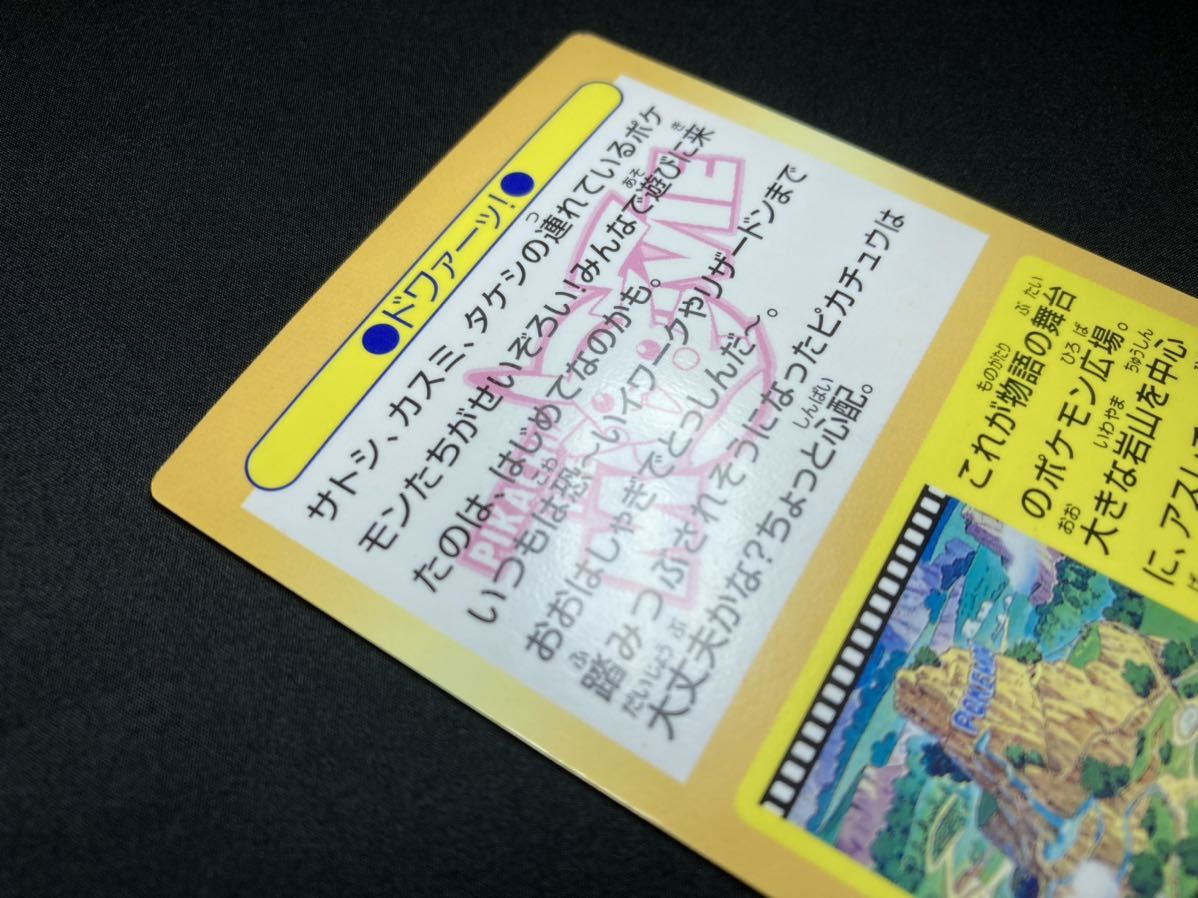 ●ドワァーッ!●
サトシ、カスミ、タケシの連れているポケ
モンたちがせいぞろい!みんなで遊びに来
たのは、はじめてなのかも。
いつもは恐〜いイワークやリザードンまで
おおはしゃぎでとっしんだ〜。
踏みつぶされそうになったピカチュウは
大丈夫かな?ちょっと心配。
PIKACH
これが物語の舞台
のポケモン広場。
大きな岩山を中心
に、アスレ